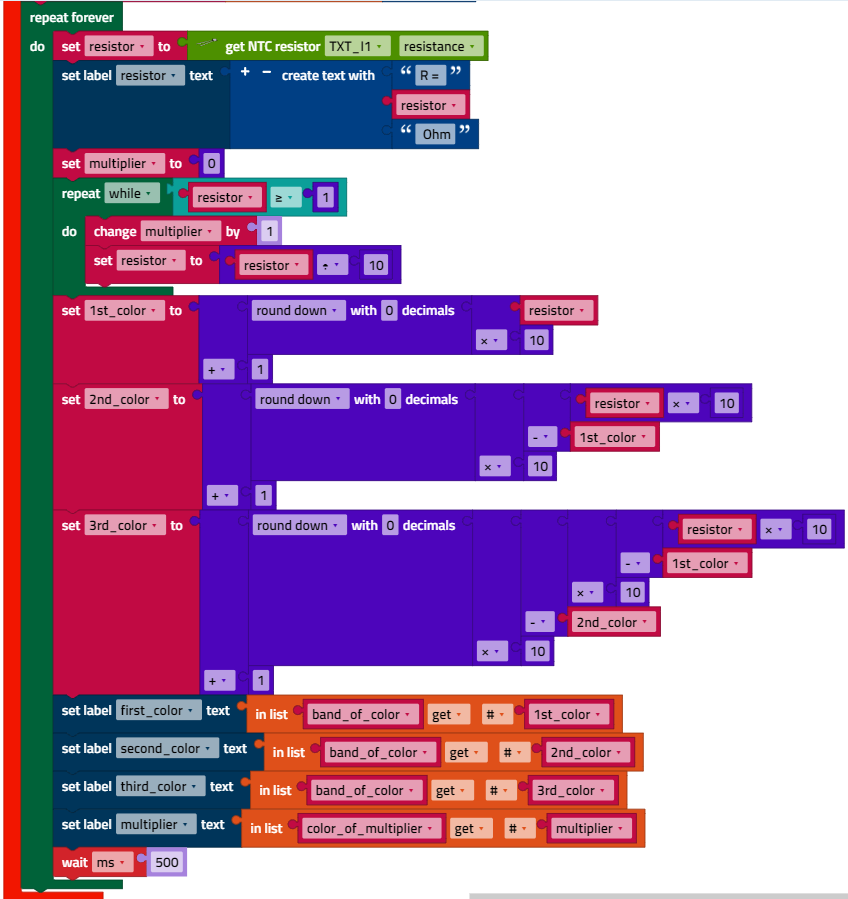 repeat forever
do set resistor to get NTC resistor TXT_I1 resistance
set label resistor text + − create text with “ R = ”
resistor
“ Ohm ”
set multiplier to 0
repeat while resistor ≥ 1
do change multiplier by 1
set resistor to resistor ÷ 10
set 1st_color to round down with 0 decimals resistor
× 10
+ 1
set 2nd_color to round down with 0 decimals resistor × 10
- 1st_color
× 10
+ 1
set 3rd_color to round down with 0 decimals resistor × 10
- 1st_color
× 10
- 2nd_color
× 10
+ 1
set label first_color text in list band_of_color get # 1st_color
set label second_color text in list band_of_color get # 2nd_color
set label third_color text in list band_of_color get # 3rd_color
set label multiplier text in list color_of_multiplier get # multiplier
wait ms 500